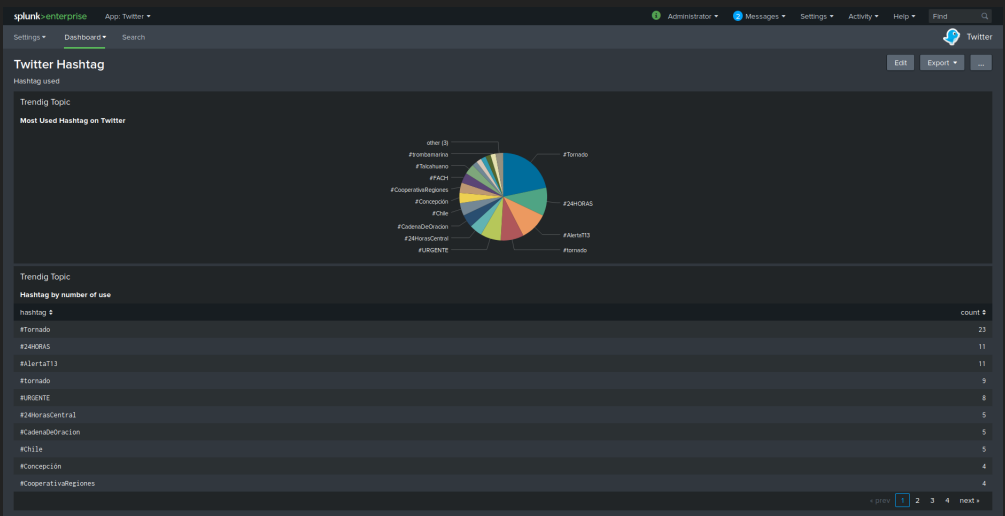 splunk>enterprise App: Twitter ▾ i Administrator ▾ 2 Messages ▾ Settings ▾ Activity ▾ Help ▾ Find
Settings ▾ Dashboard ▾ Search Twitter
Twitter Hashtag Edit Export ▾ ...
Hashtag used
Trendig Topic
Most Used Hashtag on Twitter
other (3)
#trombamarina #Tornado
#Talcahuano
#FACH
#CooperativaRegiones
#Concepción #24HORAS
#Chile
#CadenaDeOracion
#24HorasCentral #AlertaT13
#URGENTE #tornado
Trendig Topic
Hashtag by number of use
hashtag count
#Tornado 23
#24HORAS 11
#AlertaT13 11
#tornado 9
#URGENTE 8
#24HorasCentral 5
#CadenaDeOracion 5
#Chile 5
#Concepción 4
#CooperativaRegiones 4
« prev 1 2 3 4 next »